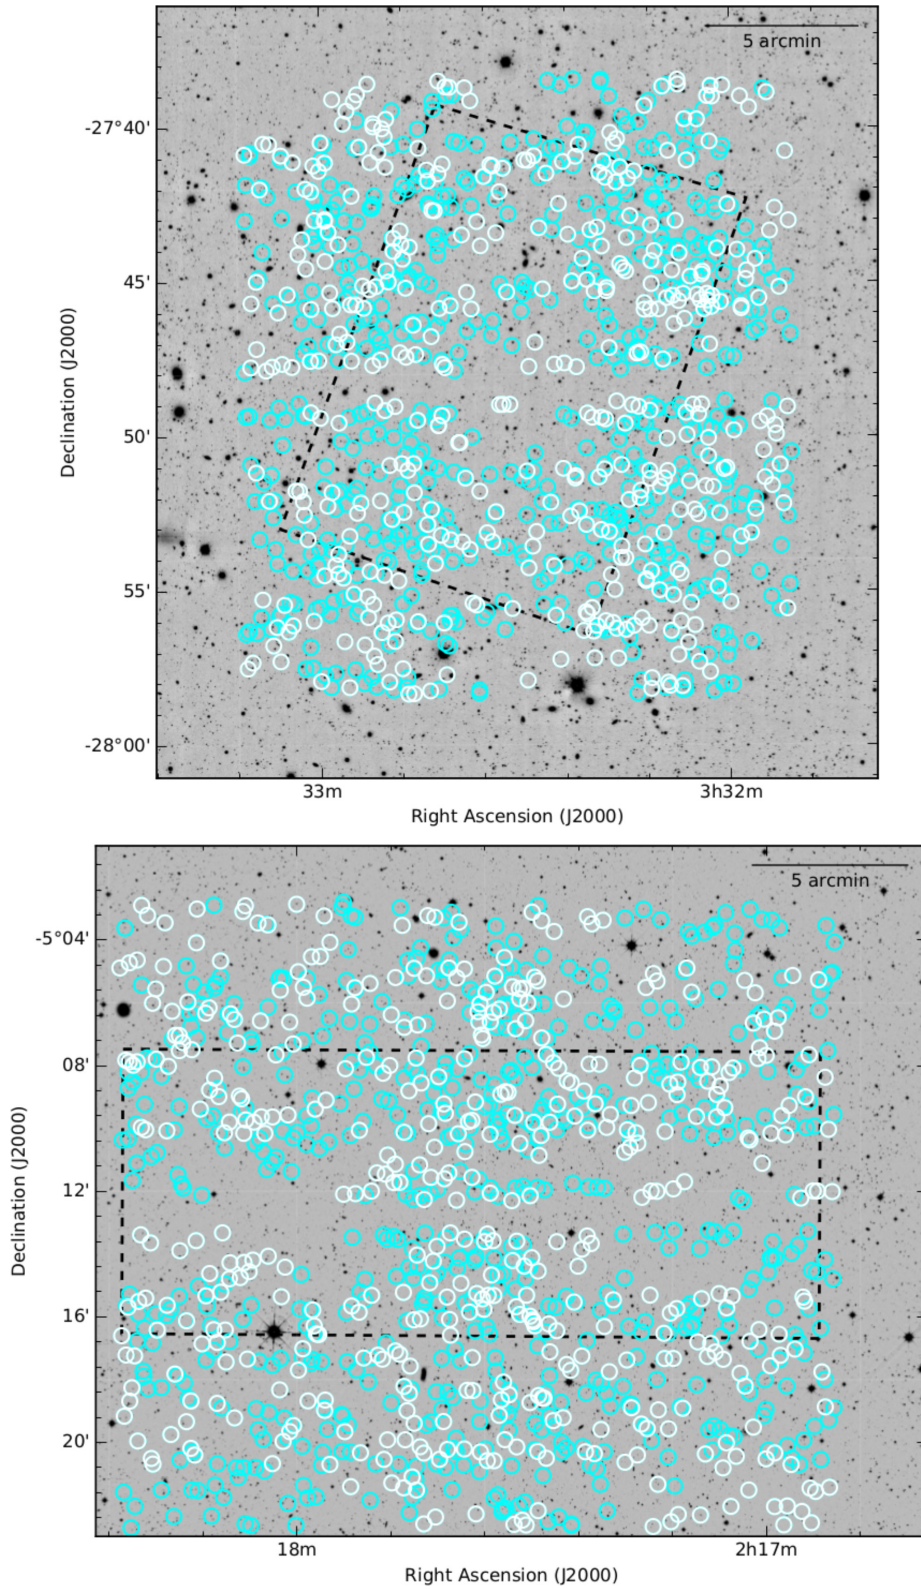 5 arcmin
-27°40'
45'
50'
55'
-28°00'
Declination (J2000)
33m
3h32m
Right Ascension (J2000)
5 arcmin
-5°04'
08'
12'
16'
20'
Declination (J2000)
18m
2h17m
Right Ascension (J2000)